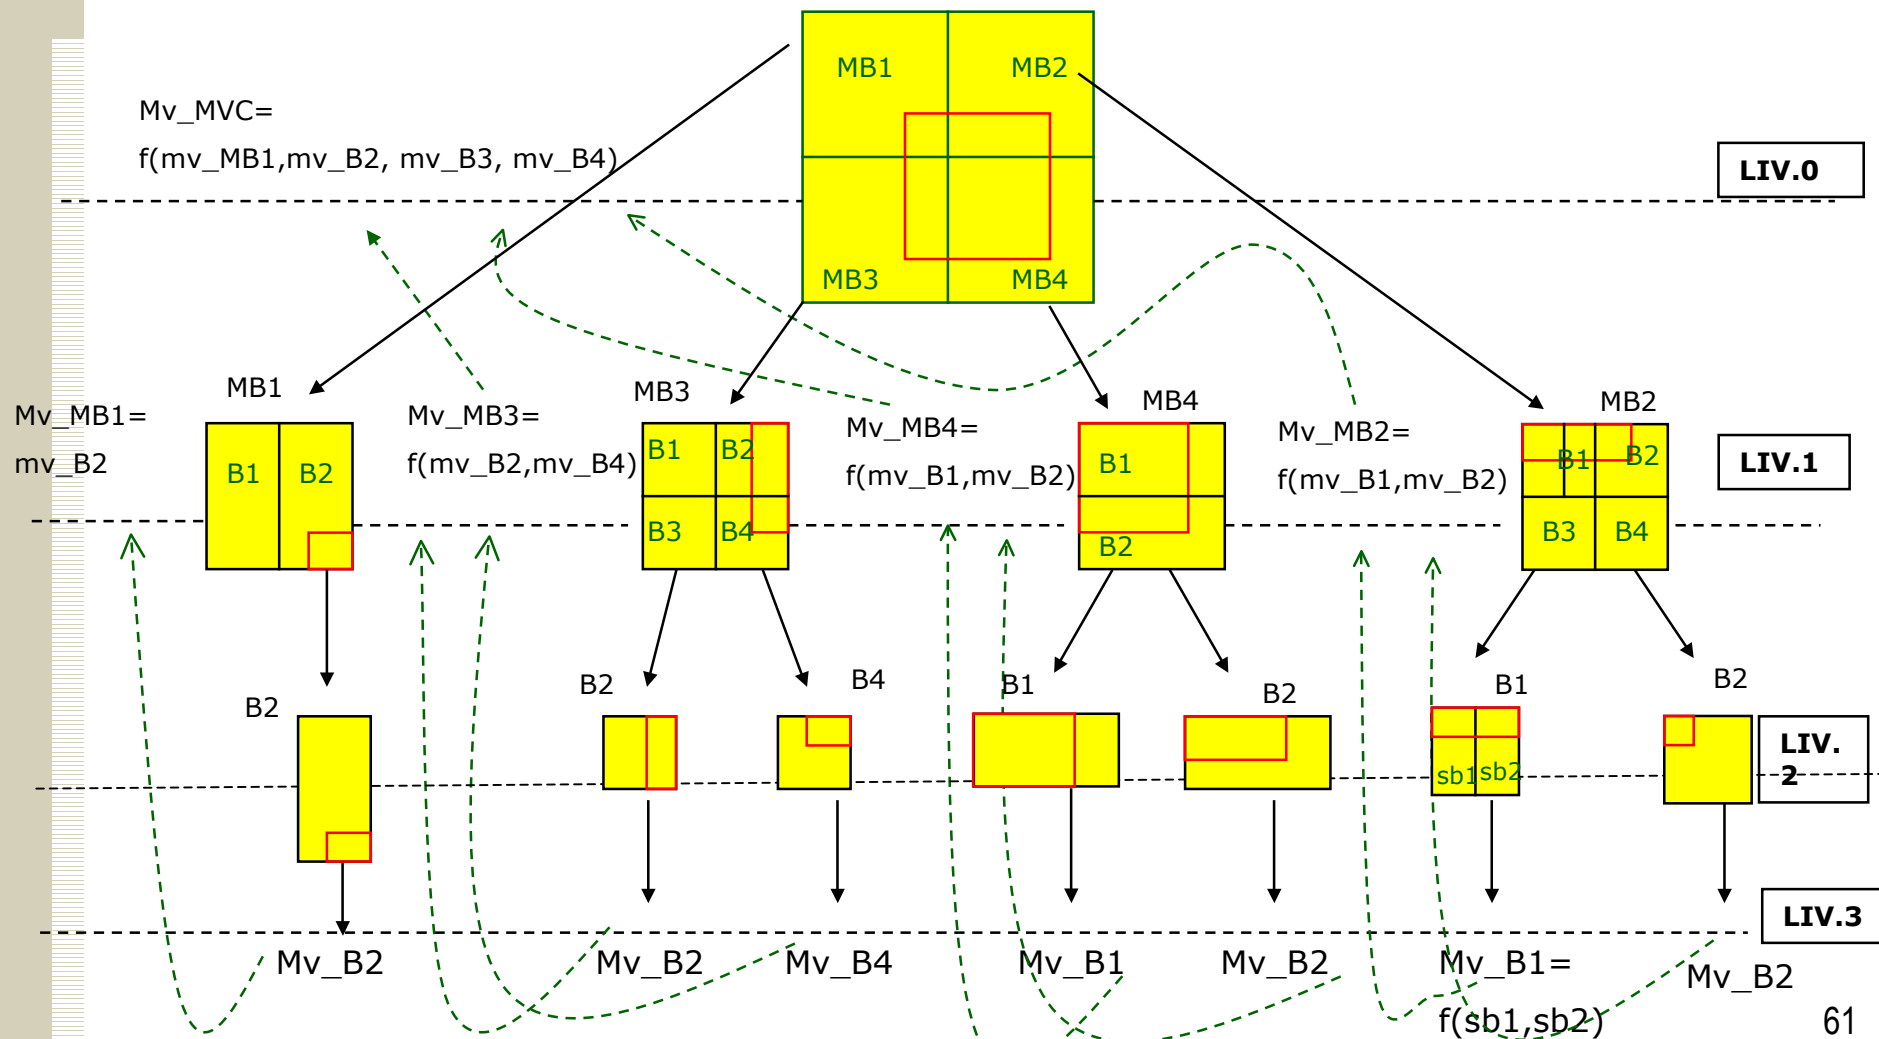 MB1
MB2
Mv_MVC=
f(mv_MB1,mv_B2, mv_B3, mv_B4)
LIV.0
MB3
MB4
MB1
MB3
MB4
MB2
Mv_MB1=
mv_B2
B1
B2
Mv_MB3=
f(mv_B2,mv_B4)
B1
B2
B3
B4
Mv_MB4=
f(mv_B1,mv_B2)
B1
B2
Mv_MB2=
f(mv_B1,mv_B2)
B1
B2
B3
B4
LIV.1
B2
B2
B4
B1
B2
B1
B2
sb1
sb2
LIV.
2
LIV.3
Mv_B2
Mv_B2
Mv_B4
Mv_B1
Mv_B2
Mv_B1=
f(sb1,sb2)
Mv_B2
61